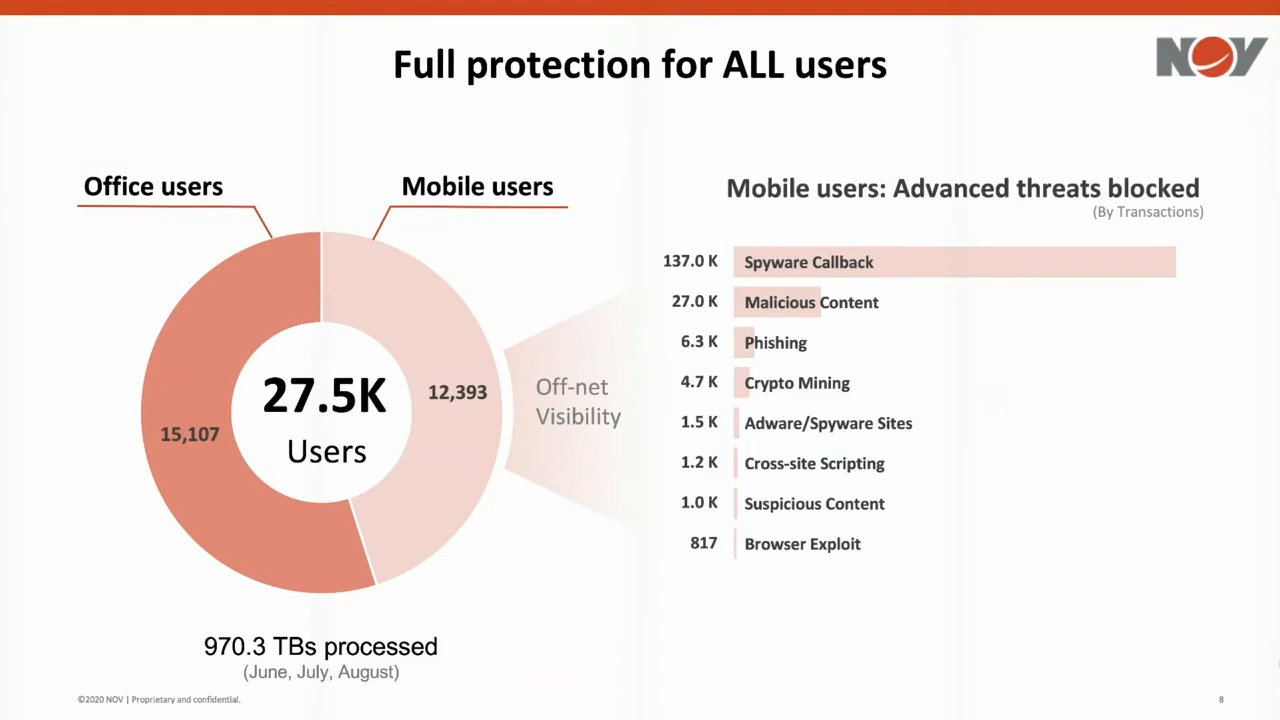 Full protection for ALL users
NOV
Office users
Mobile users
15,107
27.5K
Users
12,393
Off-net
Visibility
970.3 TBs processed
(June, July, August)
Mobile users: Advanced threats blocked
(By Transactions)
137.0 K Spyware Callback
27.0 K Malicious Content
6.3 K Phishing
4.7 K Crypto Mining
1.5 K Adware/Spyware Sites
1.2 K Cross-site Scripting
1.0 K Suspicious Content
817 Browser Exploit
©2020 NOV | Proprietary and confidential.
8